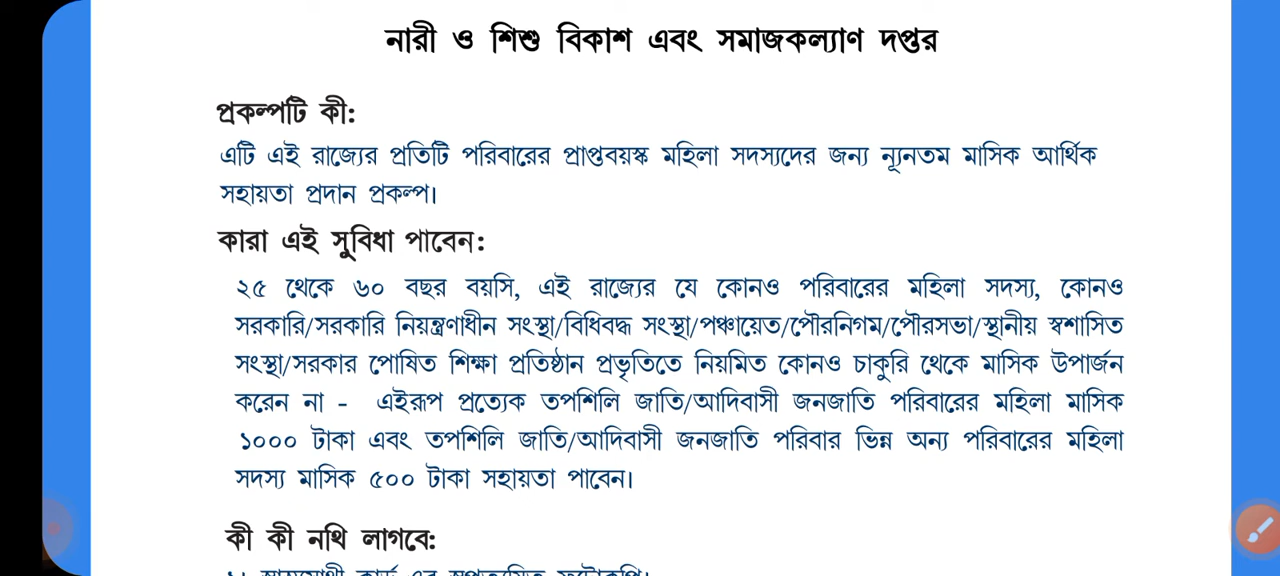 নারী ও শিশু বিকাশ এবং সমাজকল্যাণ দপ্তর
প্রকল্পটি কী:
এটি এই রাজ্যের প্রতিটি পরিবারের প্রাপ্তবয়স্ক মহিলা সদস্যদের জন্য ন্যূনতম মাসিক আর্থিক
সহায়তা প্রদান প্রকল্প।
কারা এই সুবিধা পাবেন:
২৫ থেকে ৬০ বছর বয়সি, এই রাজ্যের যে কোনও পরিবারের মহিলা সদস্য, কোনও
সরকারি/সরকারি নিয়ন্ত্রণাধীন সংস্থা/বিধিবদ্ধ সংস্থা/পঞ্চায়েত/পৌরনিগম/পৌরসভা/স্থানীয় স্বশাসিত
সংস্থা/সরকার পোষিত শিক্ষা প্রতিষ্ঠান প্রভৃতিতে নিয়মিত কোনও চাকুরি থেকে মাসিক উপার্জন
করেন না - এইরূপ প্রত্যেক তপশিলি জাতি/আদিবাসী জনজাতি পরিবারের মহিলা মাসিক
১০০০ টাকা এবং তপশিলি জাতি/আদিবাসী জনজাতি পরিবার ভিন্ন অন্য পরিবারের মহিলা
সদস্য মাসিক ৫০০ টাকা সহায়তা পাবেন।
কী কী নথি লাগবে: